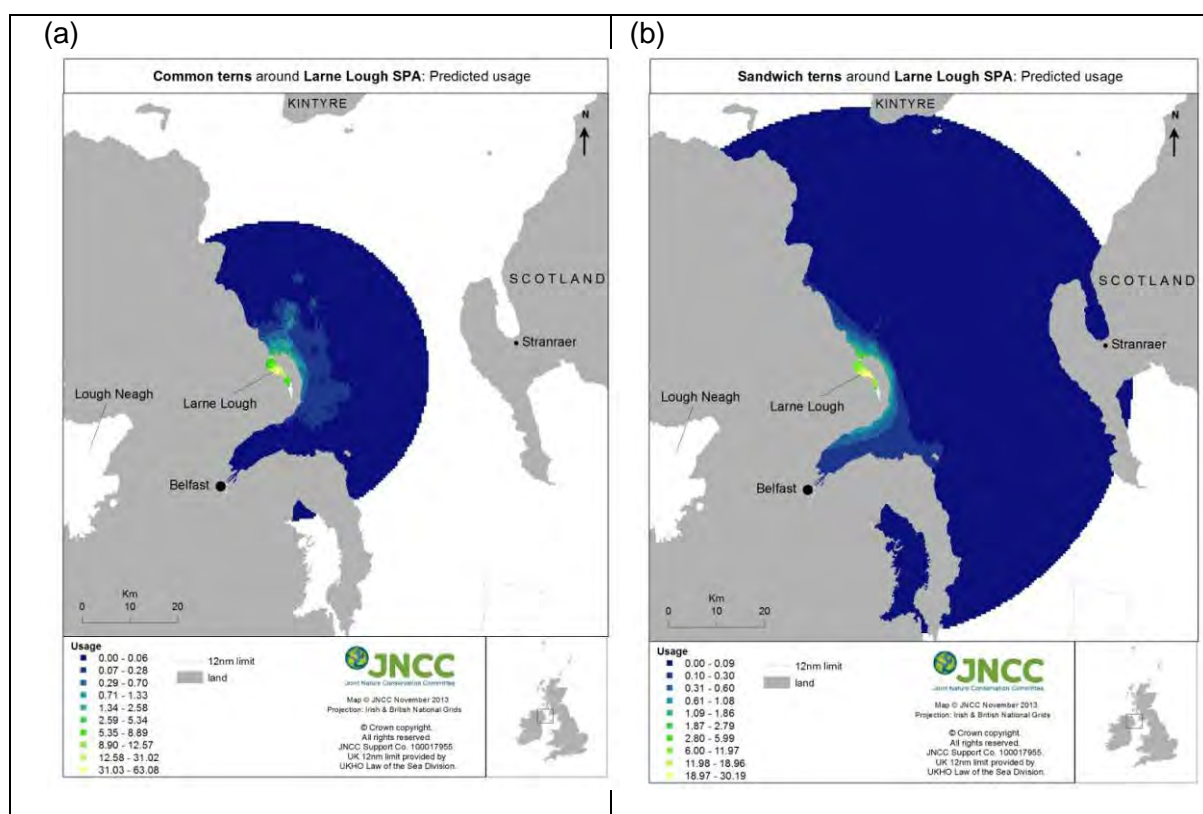 (a)
Common terns around Larne Lough SPA: Predicted usage
KINTYRE
N
SCOTLAND
Stranraer
Lough Neagh
Larne Lough
Belfast
Km
0 10 20
Usage
0.00 - 0.06
0.07 - 0.28
0.29 - 0.70
0.71 - 1.33
1.34 - 2.58
2.59 - 5.34
5.35 - 8.89
8.90 - 12.57
12.58 - 31.02
31.03 - 63.08
12nm limit
land
JNCC
Joint Nature Conservation Committee
Map © JNCC November 2013
Projection: Irish & British National Grids
© Crown copyright.
All rights reserved.
JNCC Support Co. 100017955.
UK 12nm limit provided by
UKHO Law of the Sea Division.
(b)
Sandwich terns around Larne Lough SPA: Predicted usage
KINTYRE
N
SCOTLAND
Stranraer
Lough Neagh
Larne Lough
Belfast
Km
0 10 20
Usage
0.00 - 0.09
0.10 - 0.30
0.31 - 0.60
0.61 - 1.08
1.09 - 1.86
1.87 - 2.79
2.80 - 5.99
6.00 - 11.97
11.98 - 18.96
18.97 - 30.19
12nm limit
land
JNCC
Joint Nature Conservation Committee
Map © JNCC November 2013
Projection: Irish & British National Grids
© Crown copyright.
All rights reserved.
JNCC Support Co. 100017955.
UK 12nm limit provided by
UKHO Law of the Sea Division.